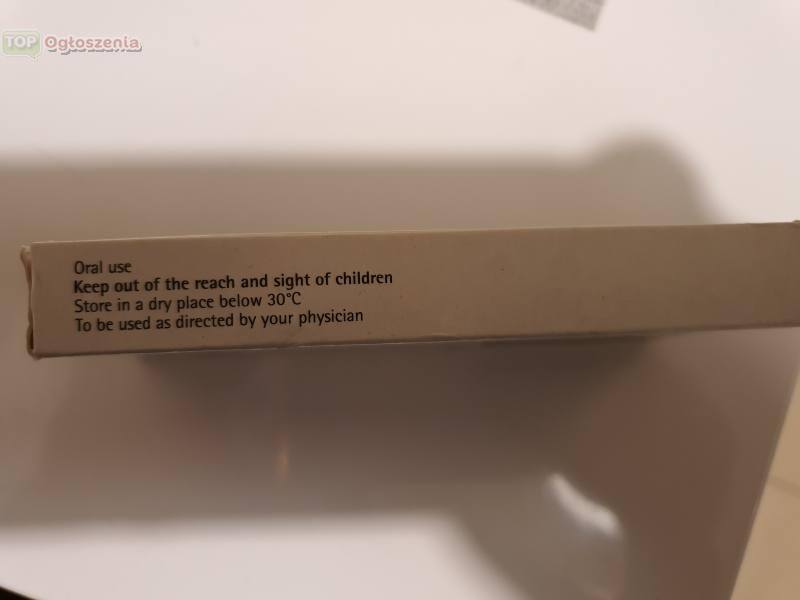 TOP Ogłoszenia
Oral use
Keep out of the reach and sight of children
Store in a dry place below 30°C
To be used as directed by your physician